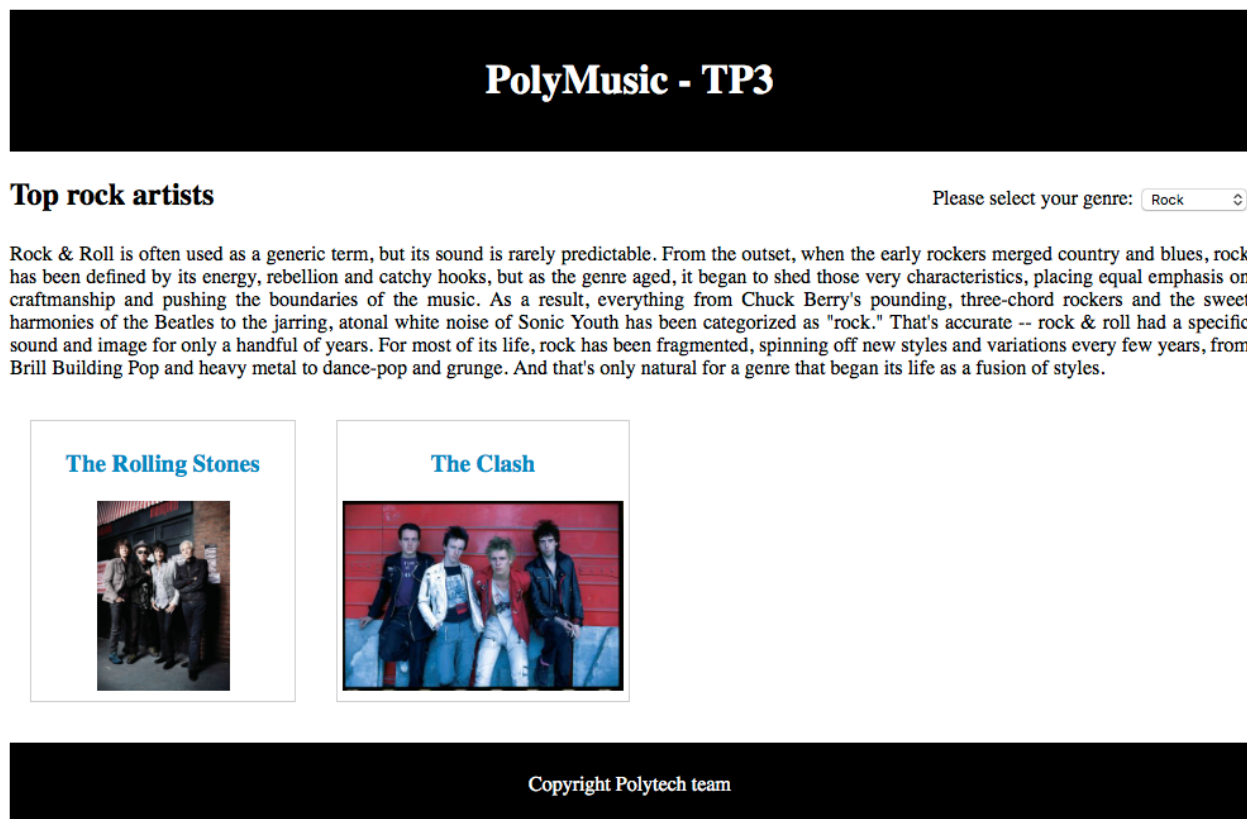 PolyMusic - TP3
Top rock artists
Please select your genre: Rock
Rock & Roll is often used as a generic term, but its sound is rarely predictable. From the outset, when the early rockers merged country and blues, rock
has been defined by its energy, rebellion and catchy hooks, but as the genre aged, it began to shed those very characteristics, placing equal emphasis on
craftmanship and pushing the boundaries of the music. As a result, everything from Chuck Berry's pounding, three-chord rockers and the sweet
harmonies of the Beatles to the jarring, atonal white noise of Sonic Youth has been categorized as "rock." That's accurate -- rock & roll had a specific
sound and image for only a handful of years. For most of its life, rock has been fragmented, spinning off new styles and variations every few years, from
Brill Building Pop and heavy metal to dance-pop and grunge. And that's only natural for a genre that began its life as a fusion of styles.
The Rolling Stones
The Clash
Copyright Polytech team